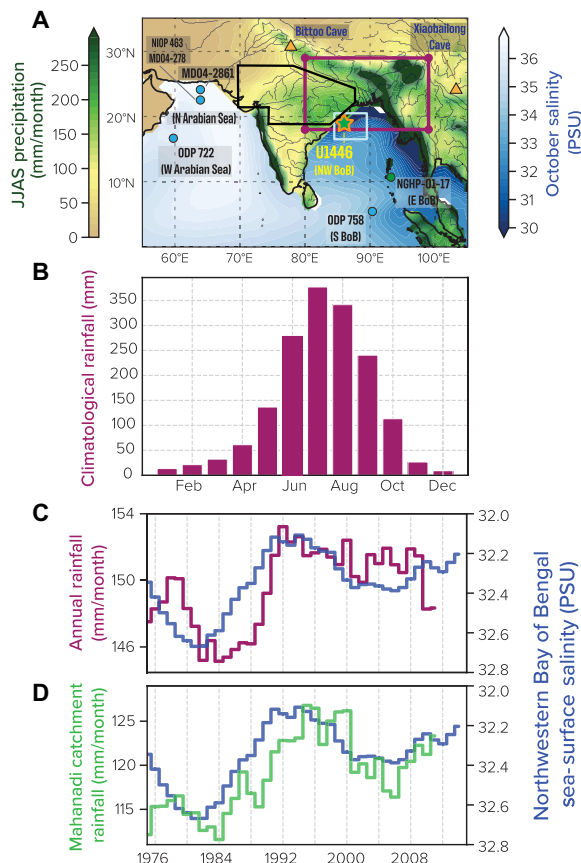 A
Bittoo Cave
Xiaobailong
Cave
NIOP 463
MD04-278
MD04-2861
(N Arabian Sea)
ODP 722
(W Arabian Sea)
U1446
(NW BoB)
NGHP-01-17
(E BoB)
ODP 758
(S BoB)
JJAS precipitation
(mm/month)
250
200
150
100
50
0
30°N
20°N
10°N
60°E
70°E
80°E
90°E
100°E
36
35
34
33
32
31
30
October salinity
(PSU)
B
Climatological rainfall (mm)
350
300
250
200
150
100
50
0
Feb
Apr
Jun
Aug
Oct
Dec
C
Annual rainfall
(mm/month)
154
150
146
32.0
32.2
32.4
32.6
32.8
D
Mahanadi catchment
rainfall (mm/month)
125
120
115
32.0
32.2
32.4
32.6
32.8
Northwestern Bay of Bengal
sea-surface salinity (PSU)
1976
1984
1992
2000
2008